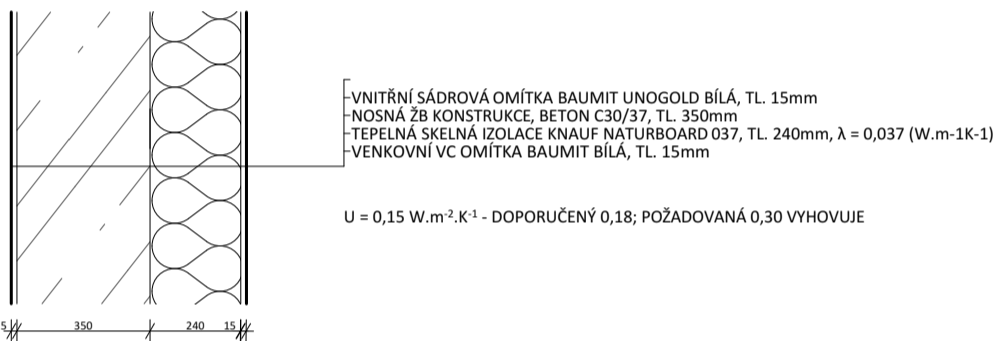 VNITŘNÍ SÁDROVÁ OMÍTKA BAUMIT UNOGOLD BÍLÁ, TL. 15mm
NOSNÁ ŽB KONSTRUKCE, BETON C30/37, TL. 350mm
TEPELNÁ SKELNÁ IZOLACE KNAUF NATURBOARD 037, TL. 240mm, λ = 0,037 (W.m-1K-1)
VENKOVNÍ VC OMÍTKA BAUMIT BÍLÁ, TL. 15mm
U = 0,15 W.m⁻².K⁻¹ - DOPORUČENÝ 0,18; POŽADOVANÁ 0,30 VYHOVUJE
5 350 240 15